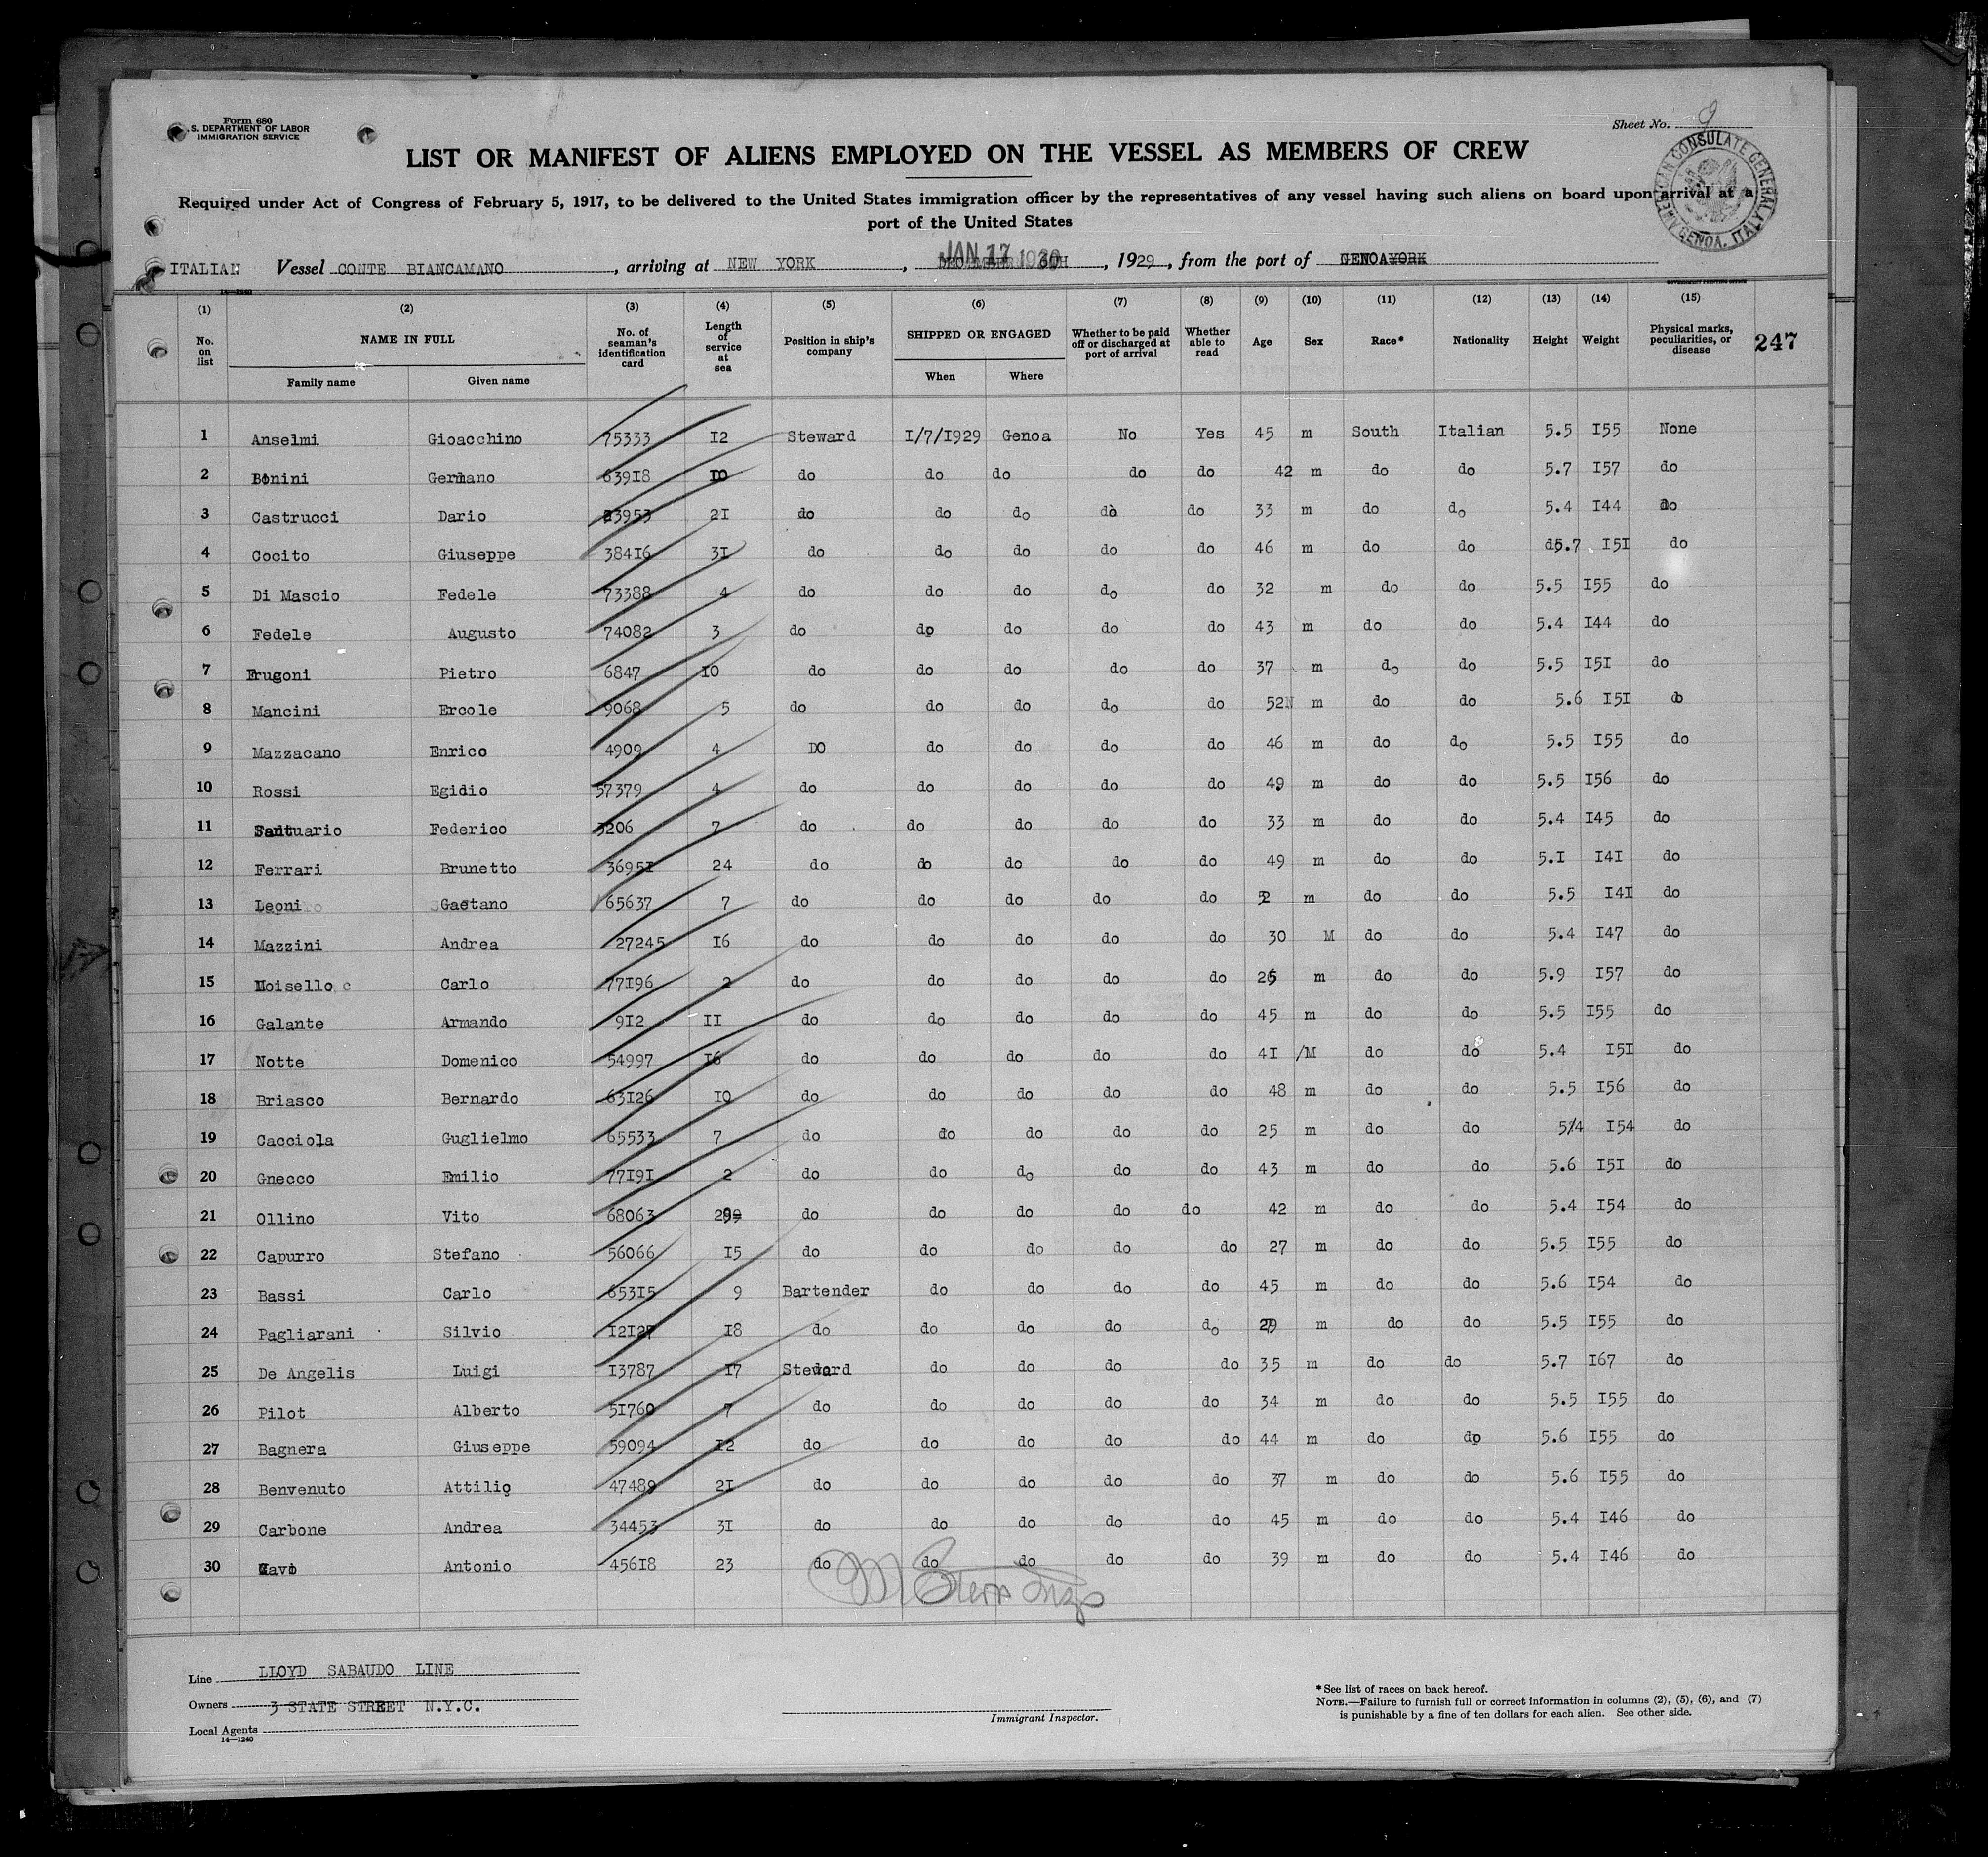 Form 680
S. DEPARTMENT OF LABOR
IMMIGRATION SERVICE
Sheet No. 9
LIST OR MANIFEST OF ALIENS EMPLOYED ON THE VESSEL AS MEMBERS OF CREW
AMERICAN CONSULATE GENERAL GENOA, ITALY
Required under Act of Congress of February 5, 1917, to be delivered to the United States immigration officer by the representatives of any vessel having such aliens on board upon arrival at a
port of the United States
ITALIAN Vessel CONTE BIANCAMANO, arriving at NEW YORK, JAN 17 1929, 1929, from the port of GENOA
14—1240
(1) (2) (3) (4) (5) (6) (7) (8) (9) (10) (11) (12) (13) (14) (15)
No. on list NAME IN FULL Family name Given name No. of seaman's identification card Length of service at sea Position in ship's company SHIPPED OR ENGAGED When Where Whether to be paid off or discharged at port of arrival Whether able to read Age Sex Race* Nationality Height Weight Physical marks, peculiarities, or disease 247
1 Anselmi Gioacchino 75333 I2 Steward I/7/I929 Genoa No Yes 45 m South Italian 5.5 I55 None
2 Bonini Germano 639I8 I0 do do do do do 42 m do do 5.7 I57 do
3 Castrucci Dario 23953 2I do do do do do 33 m do do 5.4 I44 do
4 Cocito Giuseppe 384I6 3I do do do do do 46 m do do 5.7 I5I do
5 Di Mascio Fedele 73388 4 do do do do do 32 m do do 5.5 I55 do
6 Fedele Augusto 74082 3 do do do do do 43 m do do 5.4 I44 do
7 Frugoni Pietro 6847 I0 do do do do do 37 m do do 5.5 I5I do
8 Mancini Ercole 9068 5 do do do do do 52 m do do 5.6 I5I do
9 Mazzacano Enrico 4909 4 DO do do do do 46 m do do 5.5 I55 do
10 Rossi Egidio 57379 4 do do do do do 49 m do do 5.5 I56 do
11 Santuario Federico 3206 7 do do do do do 33 m do do 5.4 I45 do
12 Ferrari Brunetto 3695I 24 do do do do do 49 m do do 5.I I4I do
13 Leoni Gaetano 65637 7 do do do do do 52 m do do 5.5 I4I do
14 Mazzini Andrea 27245 I6 do do do do do 30 M do do 5.4 I47 do
15 Moisello Carlo 77I96 2 do do do do do 26 m do do 5.9 I57 do
16 Galante Armando 9I2 II do do do do do 45 m do do 5.5 I55 do
17 Notte Domenico 54997 I6 do do do do do 4I /M do do 5.4 I5I do
18 Briasco Bernardo 63I26 I0 do do do do do 48 m do do 5.5 I56 do
19 Cacciola Guglielmo 65533 7 do do do do do 25 m do do 5/4 I54 do
20 Gnecco Emilio 77I9I 2 do do do do do 43 m do do 5.6 I5I do
21 Ollino Vito 68063 do do do do do 42 m do do 5.4 I54 do
22 Capurro Stefano 56066 I5 do do do do do 27 m do do 5.5 I55 do
23 Bassi Carlo 653I5 9 Bartender do do do do 45 m do do 5.6 I54 do
24 Pagliarani Silvio I2I27 I8 do do do do do 29 m do do 5.5 I55 do
25 De Angelis Luigi I3787 I7 Steward do do do do 35 m do do 5.7 I67 do
26 Pilot Alberto 5I760 7 do do do do do 34 m do do 5.5 I55 do
27 Bagnera Giuseppe 59094 I2 do do do do do 44 m do do 5.6 I55 do
28 Benvenuto Attilio 47489 2I do do do do do 37 m do do 5.6 I55 do
29 Carbone Andrea 34453 3I do do do do do 45 m do do 5.4 I46 do
30 Antonio 456I8 23 do do do do do 39 m do do 5.4 I46 do
Line LLOYD SABAUDO LINE
Owners 3 STATE STREET N.Y.C.
Local Agents
14—1240
Immigrant Inspector.
* See list of races on back hereof.
NOTE.—Failure to furnish full or correct information in columns (2), (5), (6), and (7)
is punishable by a fine of ten dollars for each alien. See other side.